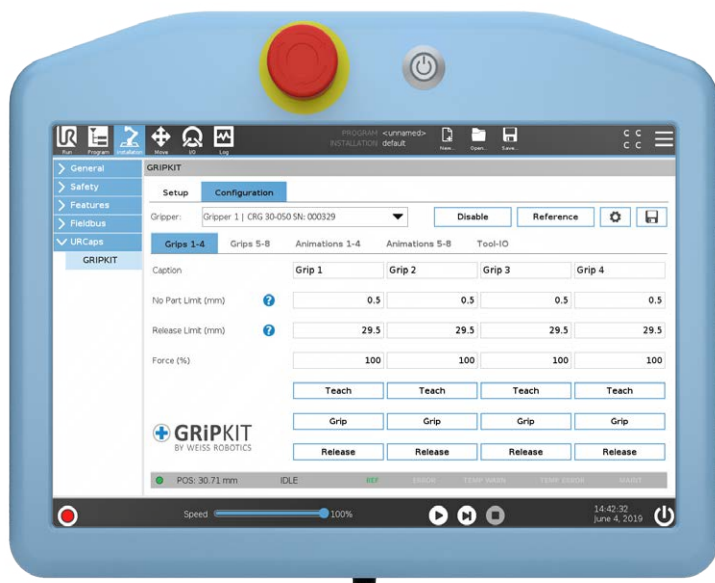 PROGRAM <unnamed>
INSTALLATION default
Run Program Installation Move I/O Log New... Open... Save...
C C
C C
General
Safety
Features
Fieldbus
URCaps
GRIPKIT
GRIPKIT
Setup Configuration
Gripper: Gripper 1 | CRG 30-050 SN: 000329 Disable Reference
Grips 1-4 Grips 5-8 Animations 1-4 Animations 5-8 Tool-IO
Caption Grip 1 Grip 2 Grip 3 Grip 4
No Part Limit (mm) ? 0.5 0.5 0.5 0.5
Release Limit (mm) ? 29.5 29.5 29.5 29.5
Force (%) 100 100 100 100
Teach Teach Teach Teach
Grip Grip Grip Grip
Release Release Release Release
GRiPKIT
BY WEISS ROBOTICS
POS: 30.71 mm IDLE REF ERROR TEMP WARN TEMP ERROR MAINT
Speed 100% 14:42:32
June 4, 2019